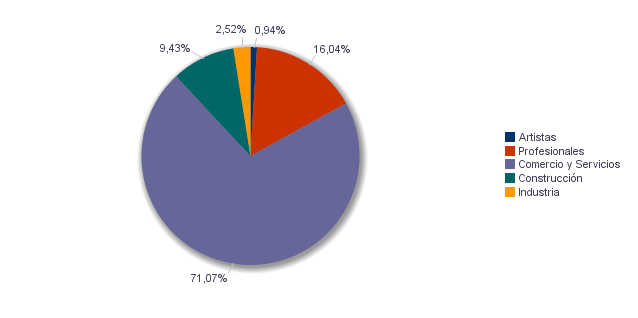 2,52%
0,94%
9,43%
16,04%
71,07%
Artistas
Profesionales
Comercio y Servicios
Construcción
Industria